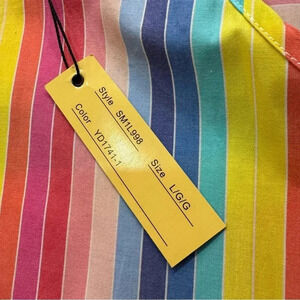 Style SM1L998
Color YD1741-1
Size L/G/G